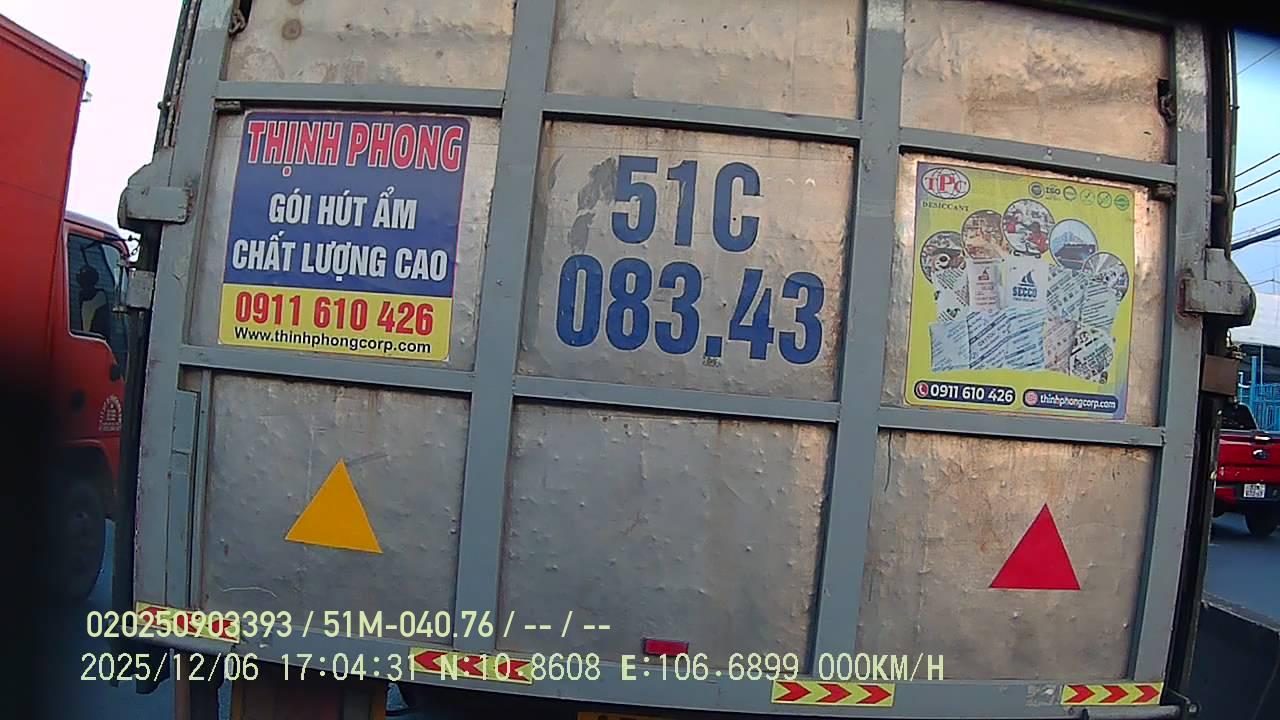 THỊNH PHONG
GÓI HÚT ẨM
CHẤT LƯỢNG CAO
0911 610 426
Www.thinhphongcorp.com
51C
083.43
TPC
DESICCANT
ISO
SECCO
0911 610 426
thinhphongcorp.com
020250903393 / 51M-040.76 / -- / --
2025/12/06 17:04:31 N:10.8608 E:106.6899 000KM/H